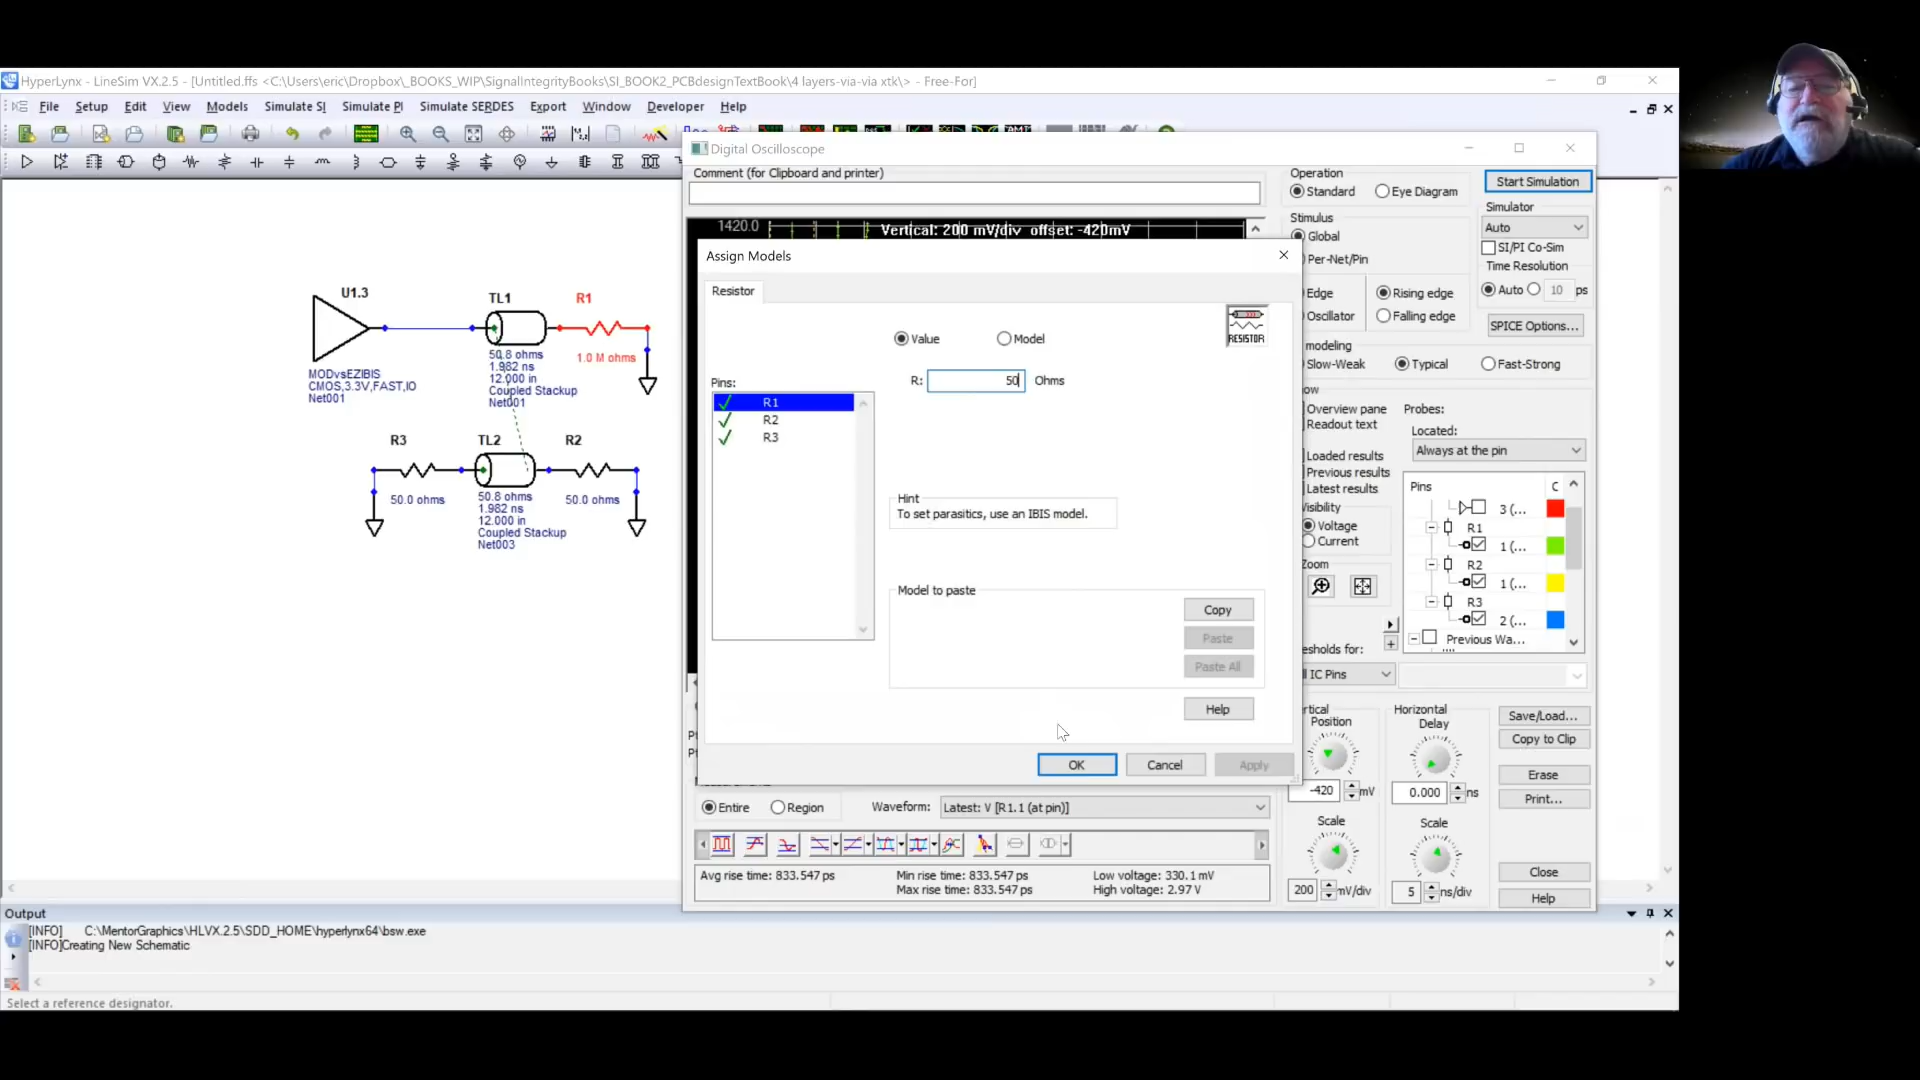 HyperLynx - LineSim VX.2.5 - [Untitled.ffs <C:\Users\eric\Dropbox\_BOOKS_WIP\SignalIntegrityBooks\SI_BOOK2_PCBdesignTextBook\4 layers-via-via xtk\> - Free-For]
File Setup Edit View Models Simulate SI Simulate PI Simulate SERDES Export Window Developer Help
Digital Oscilloscope
Comment (for Clipboard and printer)
1420.0
Vertical: 200 mV/div offset: -420mV
Assign Models
Resistor
Value Model
RESISTOR
R: 50 Ohms
Pins:
R1
R2
R3
Hint
To set parasitics, use an IBIS model.
Model to paste
Copy
Paste
Paste All
Help
OK Cancel Apply
U1.3
MODvsEZIBIS
CMOS,3.3V,FAST,IO
Net001
TL1
50.8 ohms
1.982 ns
12.000 in
Coupled Stackup
Net001
R1
1.0 M ohms
R3
50.0 ohms
TL2
50.8 ohms
1.982 ns
12.000 in
Coupled Stackup
Net003
R2
50.0 ohms
Operation
Standard Eye Diagram
Start Simulation
Stimulus
Global
Per-Net/Pin
Edge
Oscillator
Rising edge
Falling edge
Simulator
Auto
SI/PI Co-Sim
Time Resolution
Auto 10 ps
SPICE Options...
modeling
Slow-Weak Typical Fast-Strong
ow
Overview pane
Readout text
Loaded results
Previous results
Latest results
isibility
Voltage
Current
Zoom
Probes:
Located:
Always at the pin
Pins C
3 (...
R1
1 (...
R2
1 (...
R3
2 (...
Previous Wa...
esholds for:
ll IC Pins
rtical
Position
-420 mV
Scale
200 mV/div
Horizontal
Delay
0.000 ns
Scale
5 ns/div
Save/Load...
Copy to Clip
Erase
Print...
Close
Help
Entire Region
Waveform: Latest: V [R1.1 (at pin)]
Avg rise time: 833.547 ps Min rise time: 833.547 ps Low voltage: 330.1 mV
Max rise time: 833.547 ps High voltage: 2.97 V
Output
[INFO] C:\MentorGraphics\HLVX.2.5\SDD_HOME\hyperlynx64\bsw.exe
[INFO]Creating New Schematic
Select a reference designator.